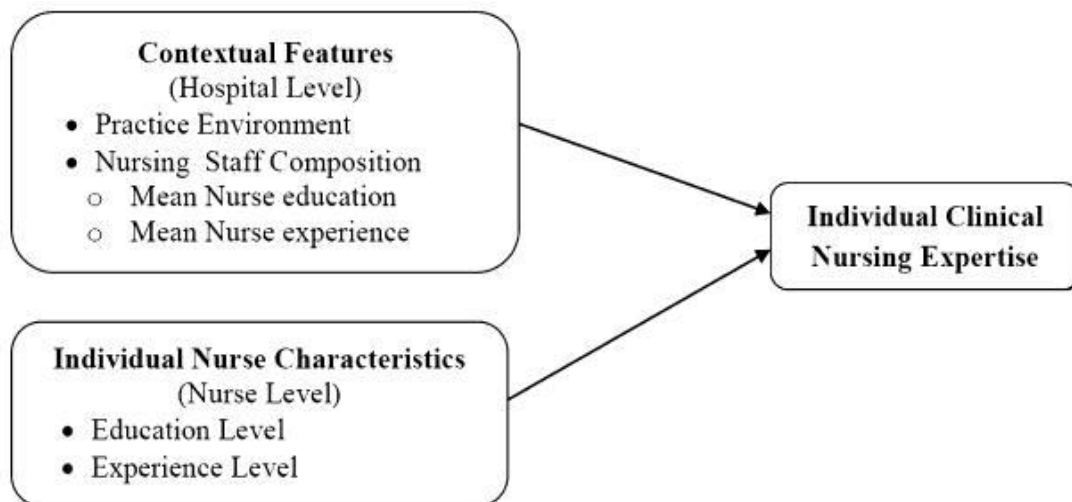 Contextual Features
(Hospital Level)
• Practice Environment
• Nursing Staff Composition
○ Mean Nurse education
○ Mean Nurse experience
Individual Clinical
Nursing Expertise
Individual Nurse Characteristics
(Nurse Level)
• Education Level
• Experience Level